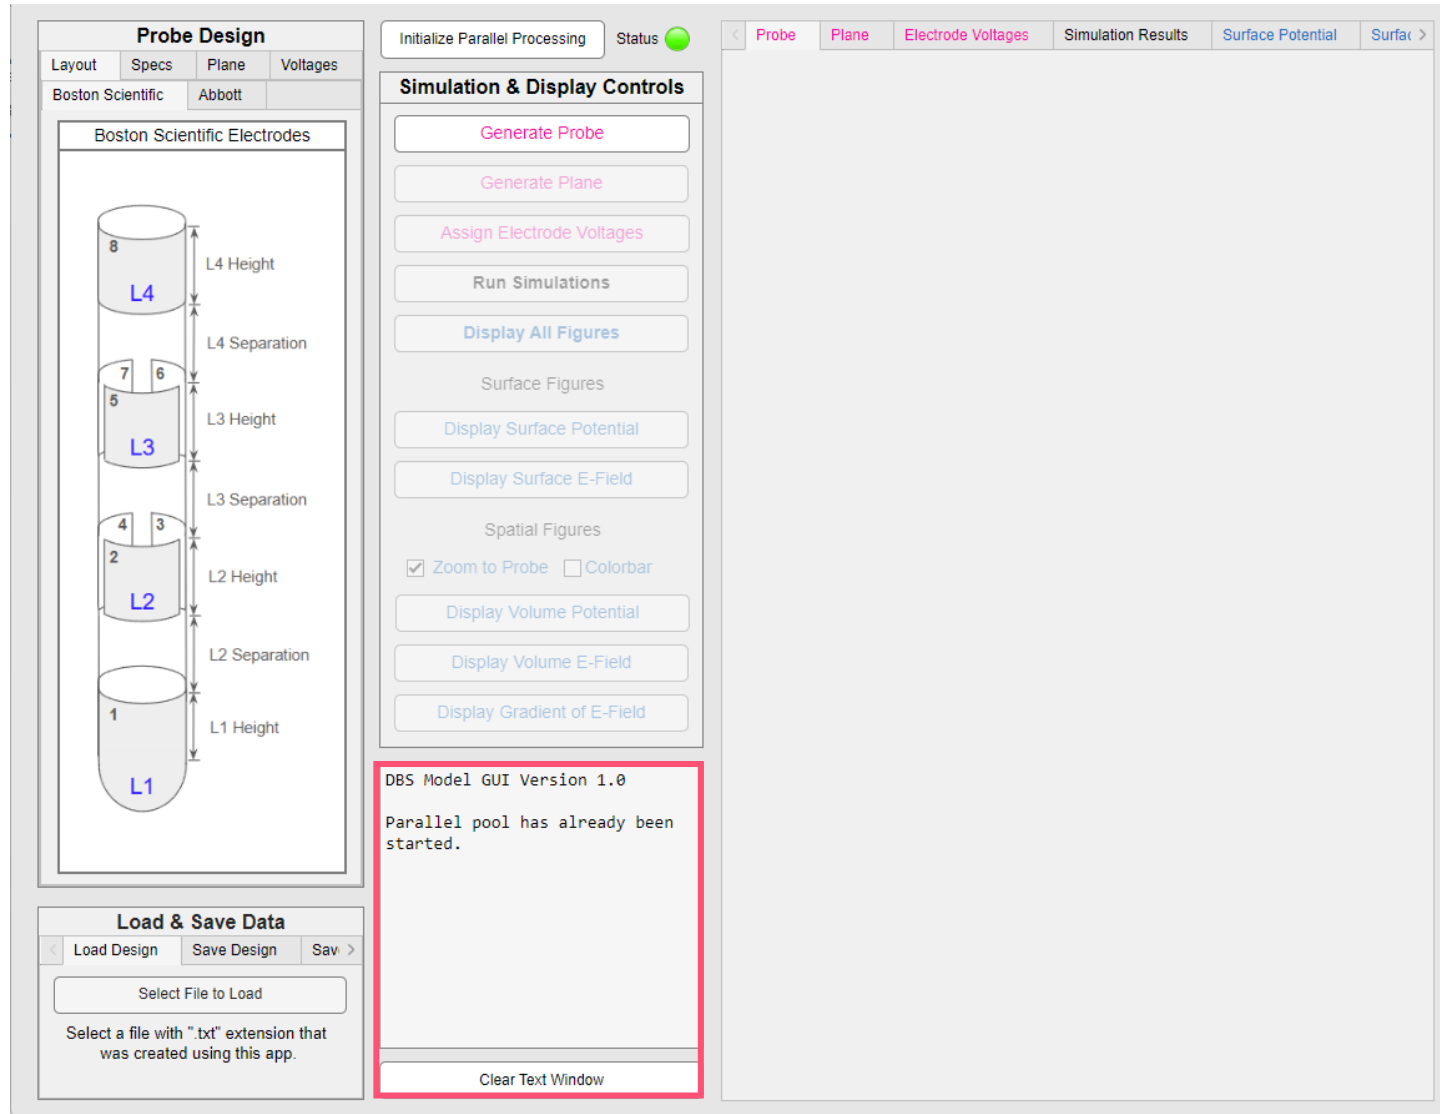 Probe Design
Layout Specs Plane Voltages
Boston Scientific Abbott
Boston Scientific Electrodes
8
L4
L4 Height
L4 Separation
7 6
5
L3
L3 Height
L3 Separation
4 3
2
L2
L2 Height
L2 Separation
1
L1
L1 Height
Load & Save Data
Load Design Save Design Sav
Select File to Load
Select a file with ".txt" extension that
was created using this app.
Initialize Parallel Processing Status
Simulation & Display Controls
Generate Probe
Generate Plane
Assign Electrode Voltages
Run Simulations
Display All Figures
Surface Figures
Display Surface Potential
Display Surface E-Field
Spatial Figures
Zoom to Probe Colorbar
Display Volume Potential
Display Volume E-Field
Display Gradient of E-Field
DBS Model GUI Version 1.0
Parallel pool has already been
started.
Clear Text Window
Probe Plane Electrode Voltages Simulation Results Surface Potential Surfac